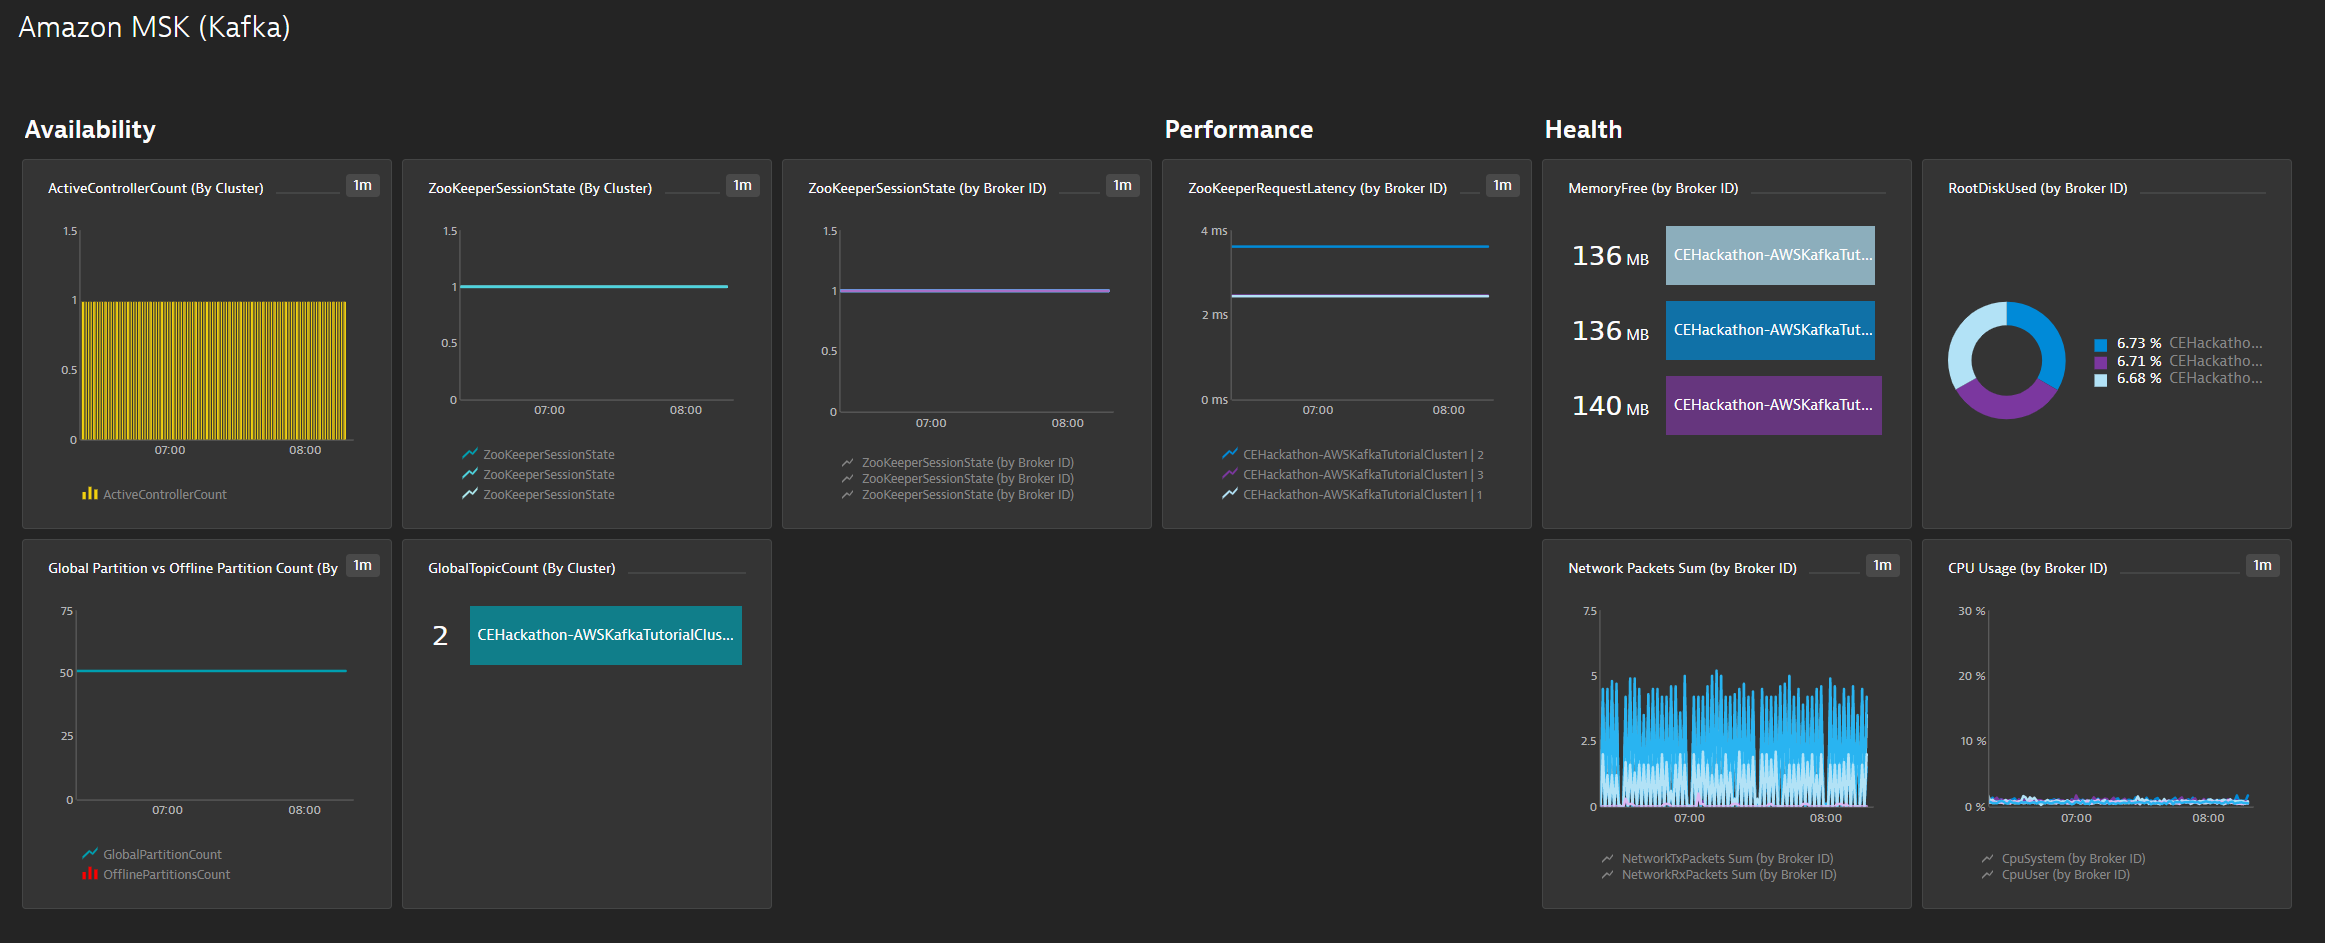 Amazon MSK (Kafka)
Availability
Performance
Health
ActiveControllerCount (By Cluster)
1m
1.5
1
0.5
0
07:00
08:00
ActiveControllerCount
ZooKeeperSessionState (By Cluster)
1m
1.5
1
0.5
0
07:00
08:00
ZooKeeperSessionState
ZooKeeperSessionState
ZooKeeperSessionState
ZooKeeperSessionState (by Broker ID)
1m
1.5
1
0.5
0
07:00
08:00
ZooKeeperSessionState (by Broker ID)
ZooKeeperSessionState (by Broker ID)
ZooKeeperSessionState (by Broker ID)
ZooKeeperRequestLatency (by Broker ID)
1m
4 ms
2 ms
0 ms
07:00
08:00
CEHackathon-AWSKafkaTutorialCluster1 | 2
CEHackathon-AWSKafkaTutorialCluster1 | 3
CEHackathon-AWSKafkaTutorialCluster1 | 1
MemoryFree (by Broker ID)
136 MB CEHackathon-AWSKafkaTut...
136 MB CEHackathon-AWSKafkaTut...
140 MB CEHackathon-AWSKafkaTut...
RootDiskUsed (by Broker ID)
6.73 % CEHackatho...
6.71 % CEHackatho...
6.68 % CEHackatho...
Global Partition vs Offline Partition Count (By
1m
75
50
25
0
07:00
08:00
GlobalPartitionCount
OfflinePartitionsCount
GlobalTopicCount (By Cluster)
2 CEHackathon-AWSKafkaTutorialClus...
Network Packets Sum (by Broker ID)
1m
7.5
5
2.5
0
07:00
08:00
NetworkTxPackets Sum (by Broker ID)
NetworkRxPackets Sum (by Broker ID)
CPU Usage (by Broker ID)
1m
30 %
20 %
10 %
0 %
07:00
08:00
CpuSystem (by Broker ID)
CpuUser (by Broker ID)